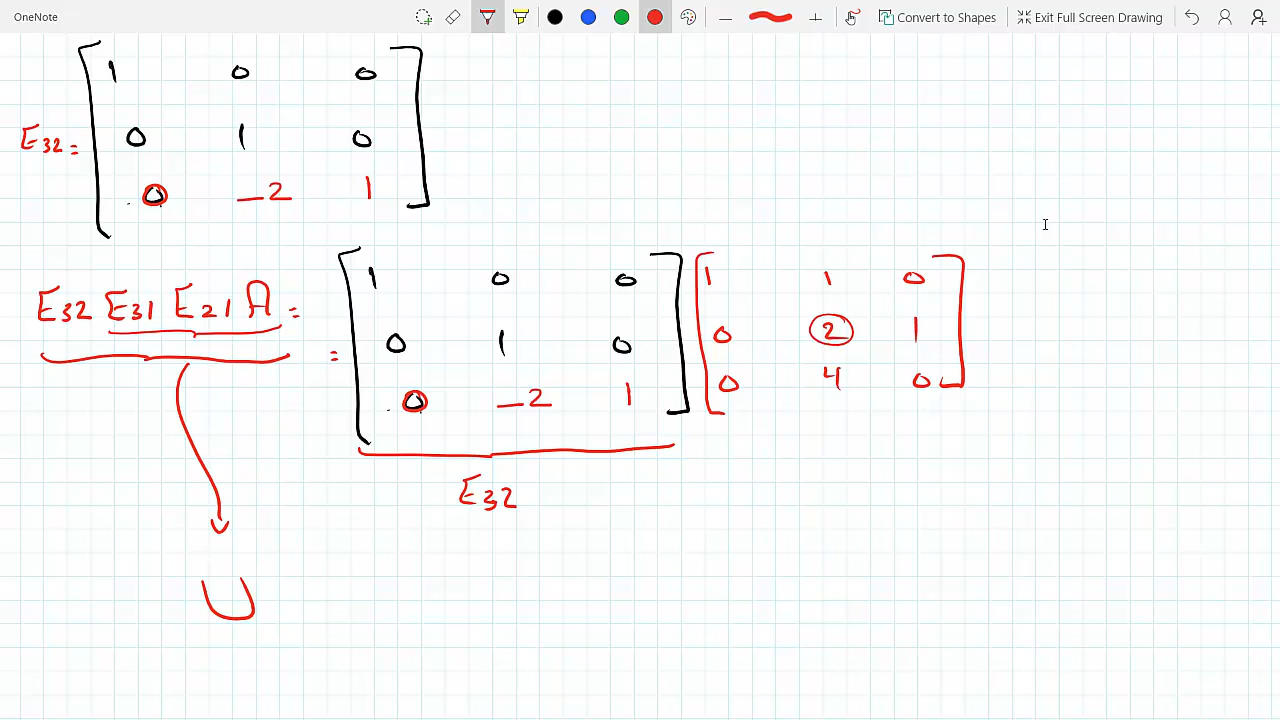 OneNote
Convert to Shapes
Exit Full Screen Drawing
1 0 0
E32= 0 1 0
0 -2 1
E32 E31 E21 A = 1 0 0 1 1 0
= 0 1 0 0 2 1
0 -2 1 0 4 0
E32
U